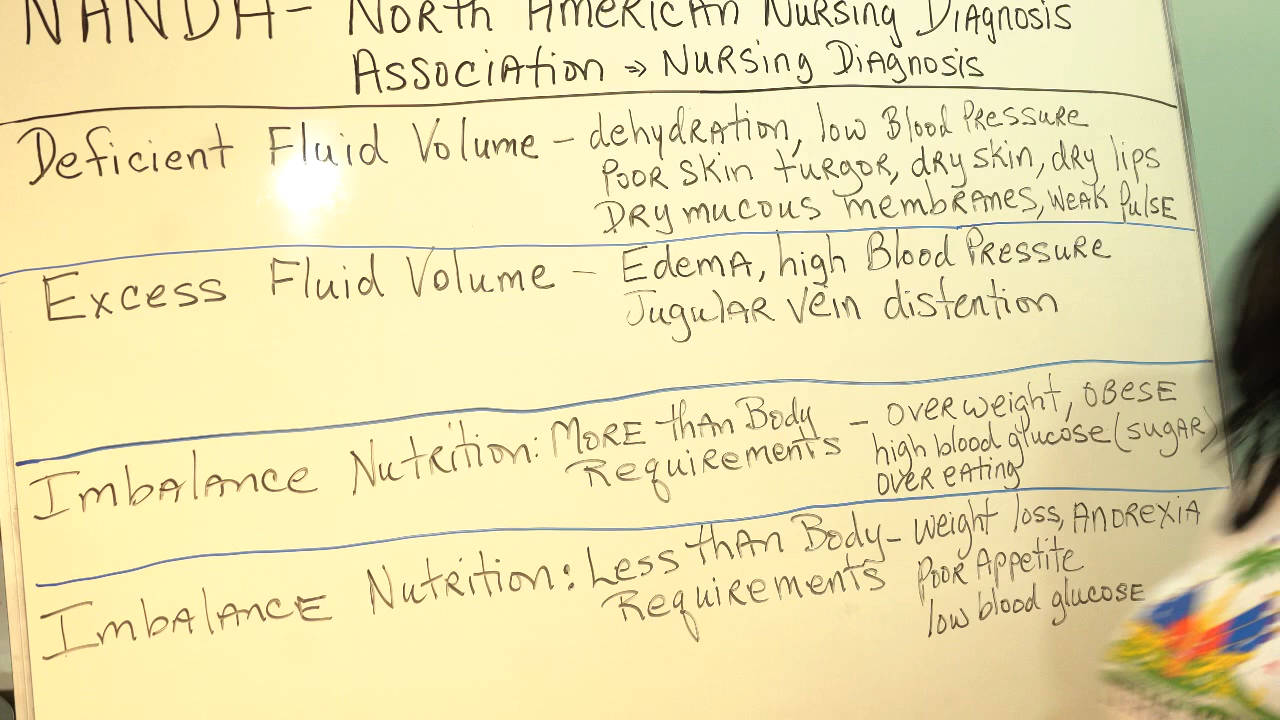 NANDA - North American Nursing Diagnosis
Association → Nursing Diagnosis
Deficient Fluid Volume - dehydration, low Blood Pressure
Poor skin turgor, dry skin, dry lips
Dry mucous membranes, weak pulse
Excess Fluid Volume - Edema, high Blood Pressure
Jugular vein distention
Imbalance Nutrition: More than Body Requirements - overweight, obese
high blood glucose (sugar)
over eating
Imbalance Nutrition: Less than Body Requirements - weight loss, Anorexia
Poor Appetite
low blood glucose